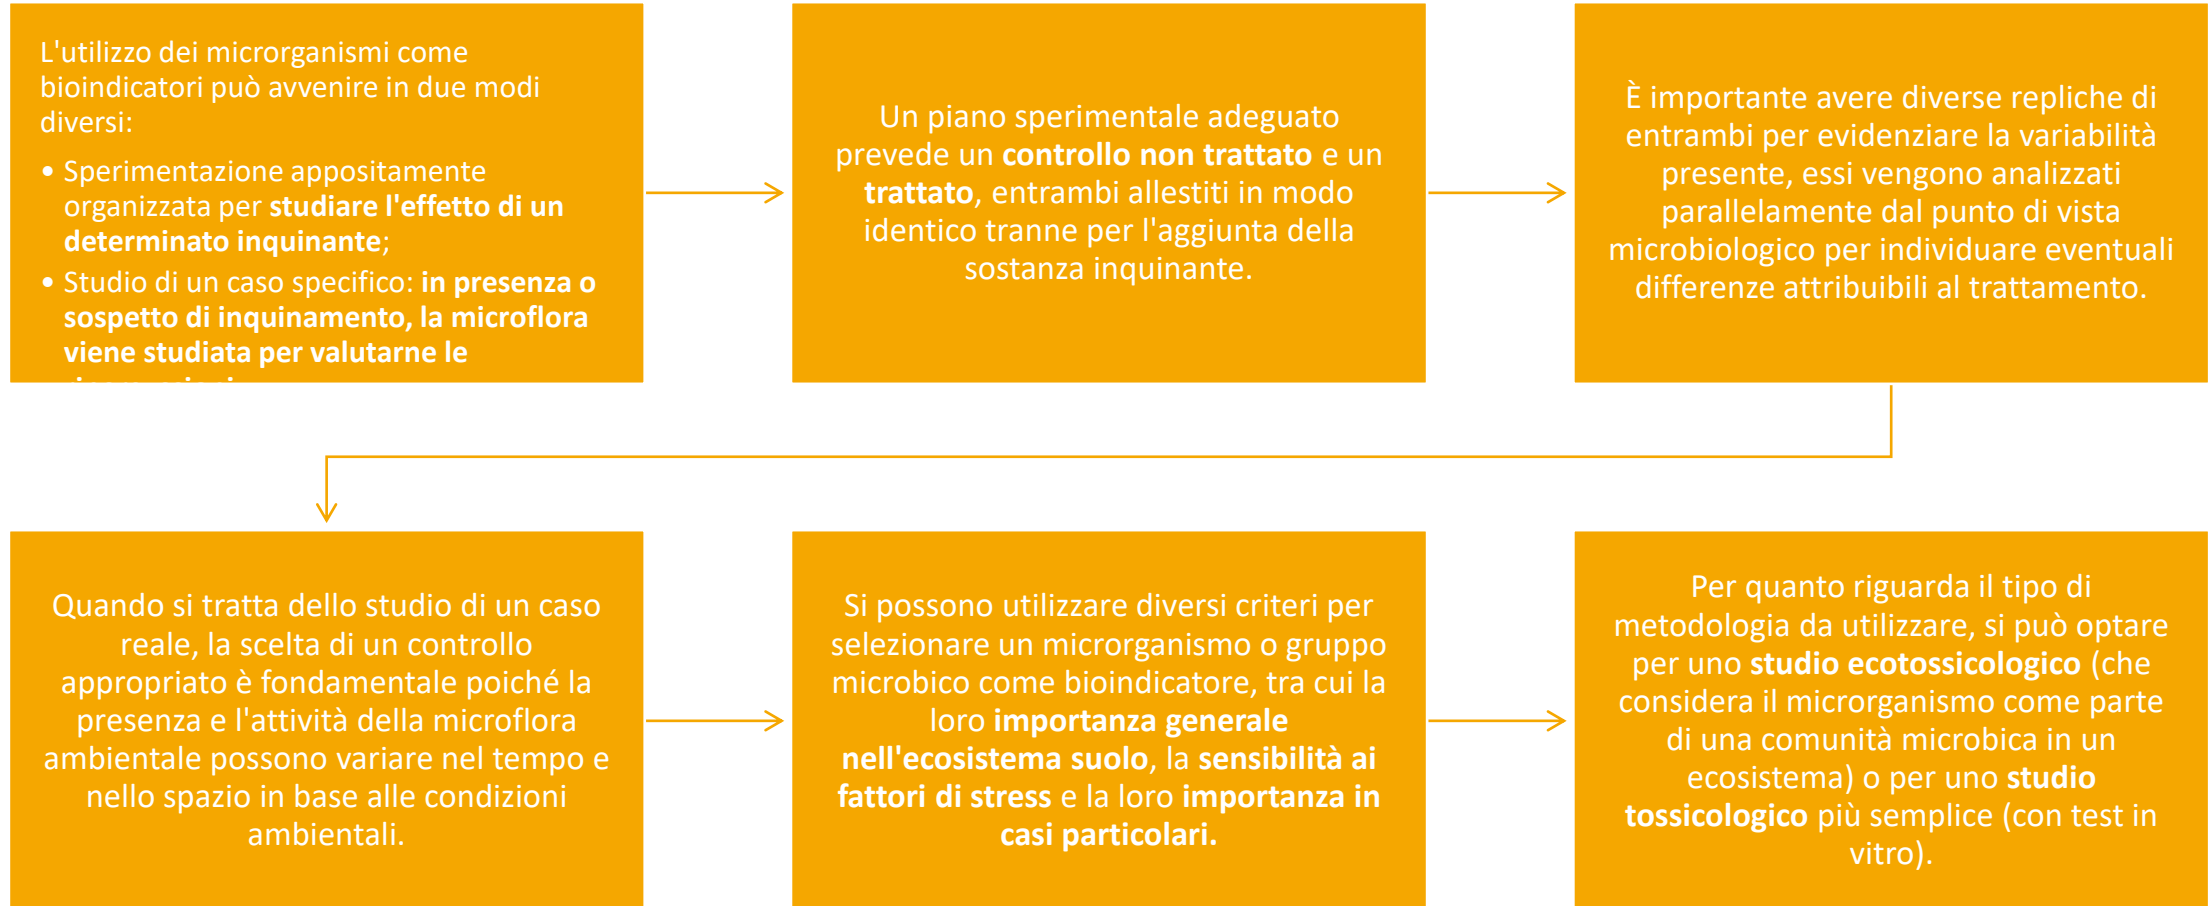 L'utilizzo dei microrganismi come
bioindicatori può avvenire in due modi
diversi:
• Sperimentazione appositamente
organizzata per studiare l'effetto di un
determinato inquinante;
• Studio di un caso specifico: in presenza o
sospetto di inquinamento, la microflora
viene studiata per valutarne le
Un piano sperimentale adeguato
prevede un controllo non trattato e un
trattato, entrambi allestiti in modo
identico tranne per l'aggiunta della
sostanza inquinante.
È importante avere diverse repliche di
entrambi per evidenziare la variabilità
presente, essi vengono analizzati
parallelamente dal punto di vista
microbiologico per individuare eventuali
differenze attribuibili al trattamento.
Quando si tratta dello studio di un caso
reale, la scelta di un controllo
appropriato è fondamentale poiché la
presenza e l'attività della microflora
ambientale possono variare nel tempo e
nello spazio in base alle condizioni
ambientali.
Si possono utilizzare diversi criteri per
selezionare un microrganismo o gruppo
microbico come bioindicatore, tra cui la
loro importanza generale
nell'ecosistema suolo, la sensibilità ai
fattori di stress e la loro importanza in
casi particolari.
Per quanto riguarda il tipo di
metodologia da utilizzare, si può optare
per uno studio ecotossicologico (che
considera il microrganismo come parte
di una comunità microbica in un
ecosistema) o per uno studio
tossicologico più semplice (con test in
vitro).